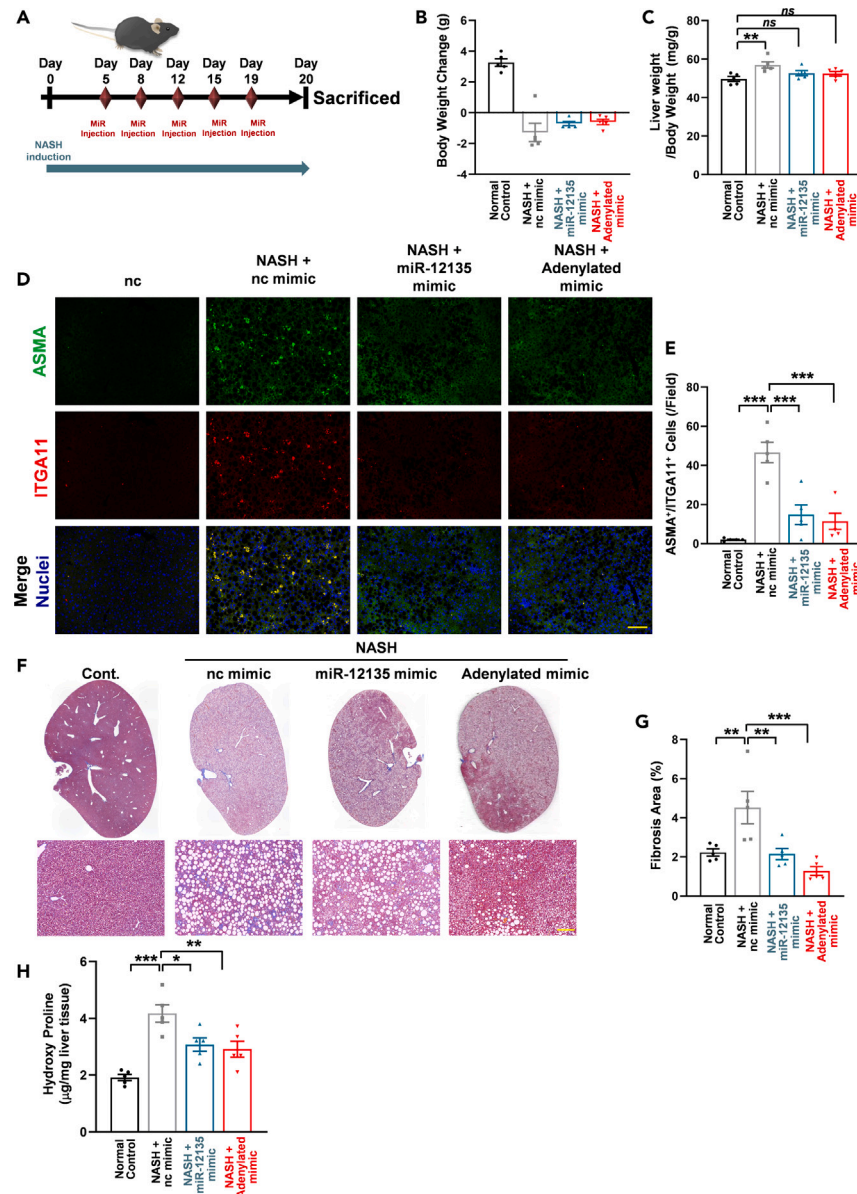 A
Day
0
Day
5
Day
8
Day
12
Day
15
Day
19
Day
20
Sacrificed
MiR
Injection
MiR
Injection
MiR
Injection
MiR
Injection
MiR
Injection
NASH
induction
B
Body Weight Change (g)
6
4
2
0
-2
-4
Normal
Control
NASH +
nc mimic
NASH +
miR-12135
mimic
NASH +
Adenylated
mimic
C
Liver weight
/Body Weight (mg/g)
80
60
40
20
0
**
ns
ns
Normal
Control
NASH +
nc mimic
NASH +
miR-12135
mimic
NASH +
Adenylated
mimic
D
nc
NASH +
nc mimic
NASH +
miR-12135
mimic
NASH +
Adenylated
mimic
ASMA
ITGA11
Merge
Nuclei
E
ASMA⁺/ITGA11⁺ Cells (/Field)
80
60
40
20
0
***
***
***
Normal
Control
NASH +
nc mimic
NASH +
miR-12135
mimic
NASH +
Adenylated
mimic
F
NASH
Cont.
nc mimic
miR-12135 mimic
Adenylated mimic
G
Fibrosis Area (%)
8
6
4
2
0
**
**
***
Normal
Control
NASH +
nc mimic
NASH +
miR-12135
mimic
NASH +
Adenylated
mimic
H
Hydroxy Proline
(μg/mg liver tissue)
6
4
2
0
***
*
**
Normal
Control
NASH +
nc mimic
NASH +
miR-12135
mimic
NASH +
Adenylated
mimic